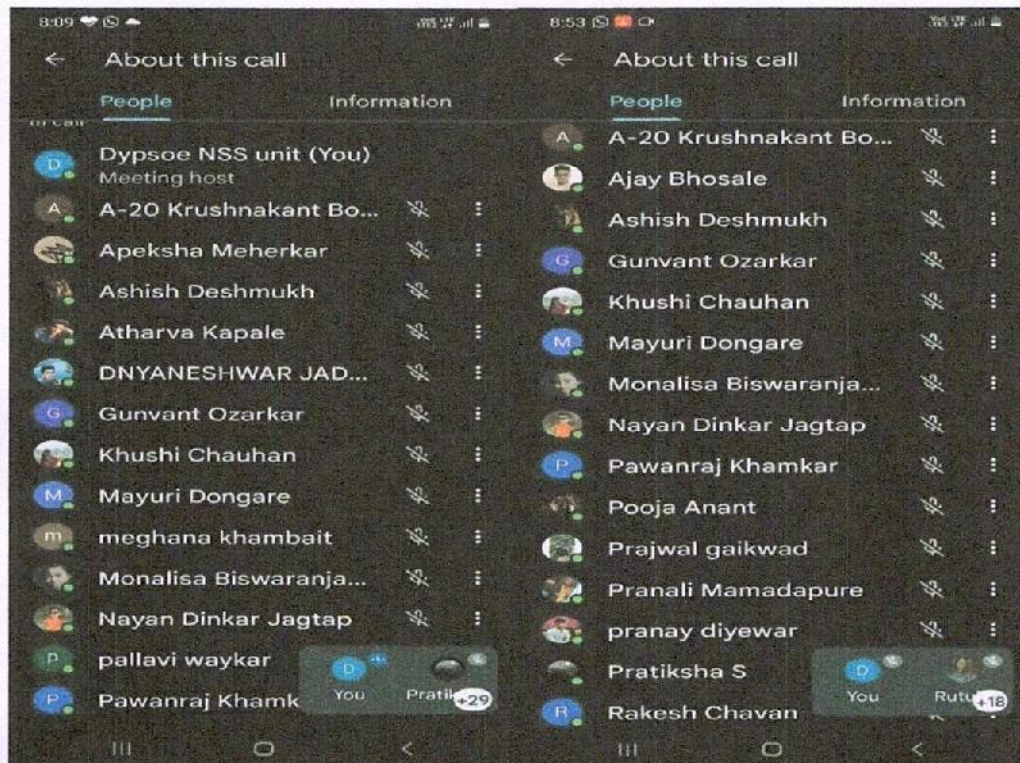 8:09
About this call
People Information
In call
Dypsoe NSS unit (You)
Meeting host
A-20 Krushnakant Bo...
Apeksha Meherkar
Ashish Deshmukh
Atharva Kapale
DNYANESHWAR JAD...
G Gunvant Ozarkar
Khushi Chauhan
M Mayuri Dongare
m meghana khambait
Monalisa Biswaranja...
Nayan Dinkar Jagtap
p pallavi waykar
P Pawanraj Khamk
D
You Pratik
+29
8:53
About this call
People Information
A A-20 Krushnakant Bo...
Ajay Bhosale
Ashish Deshmukh
G Gunvant Ozarkar
Khushi Chauhan
M Mayuri Dongare
Monalisa Biswaranja...
Nayan Dinkar Jagtap
P Pawanraj Khamkar
Pooja Anant
Prajwal gaikwad
Pranali Mamadapure
pranay diyewar
Pratiksha S
R Rakesh Chavan
D
You Rutu
+18